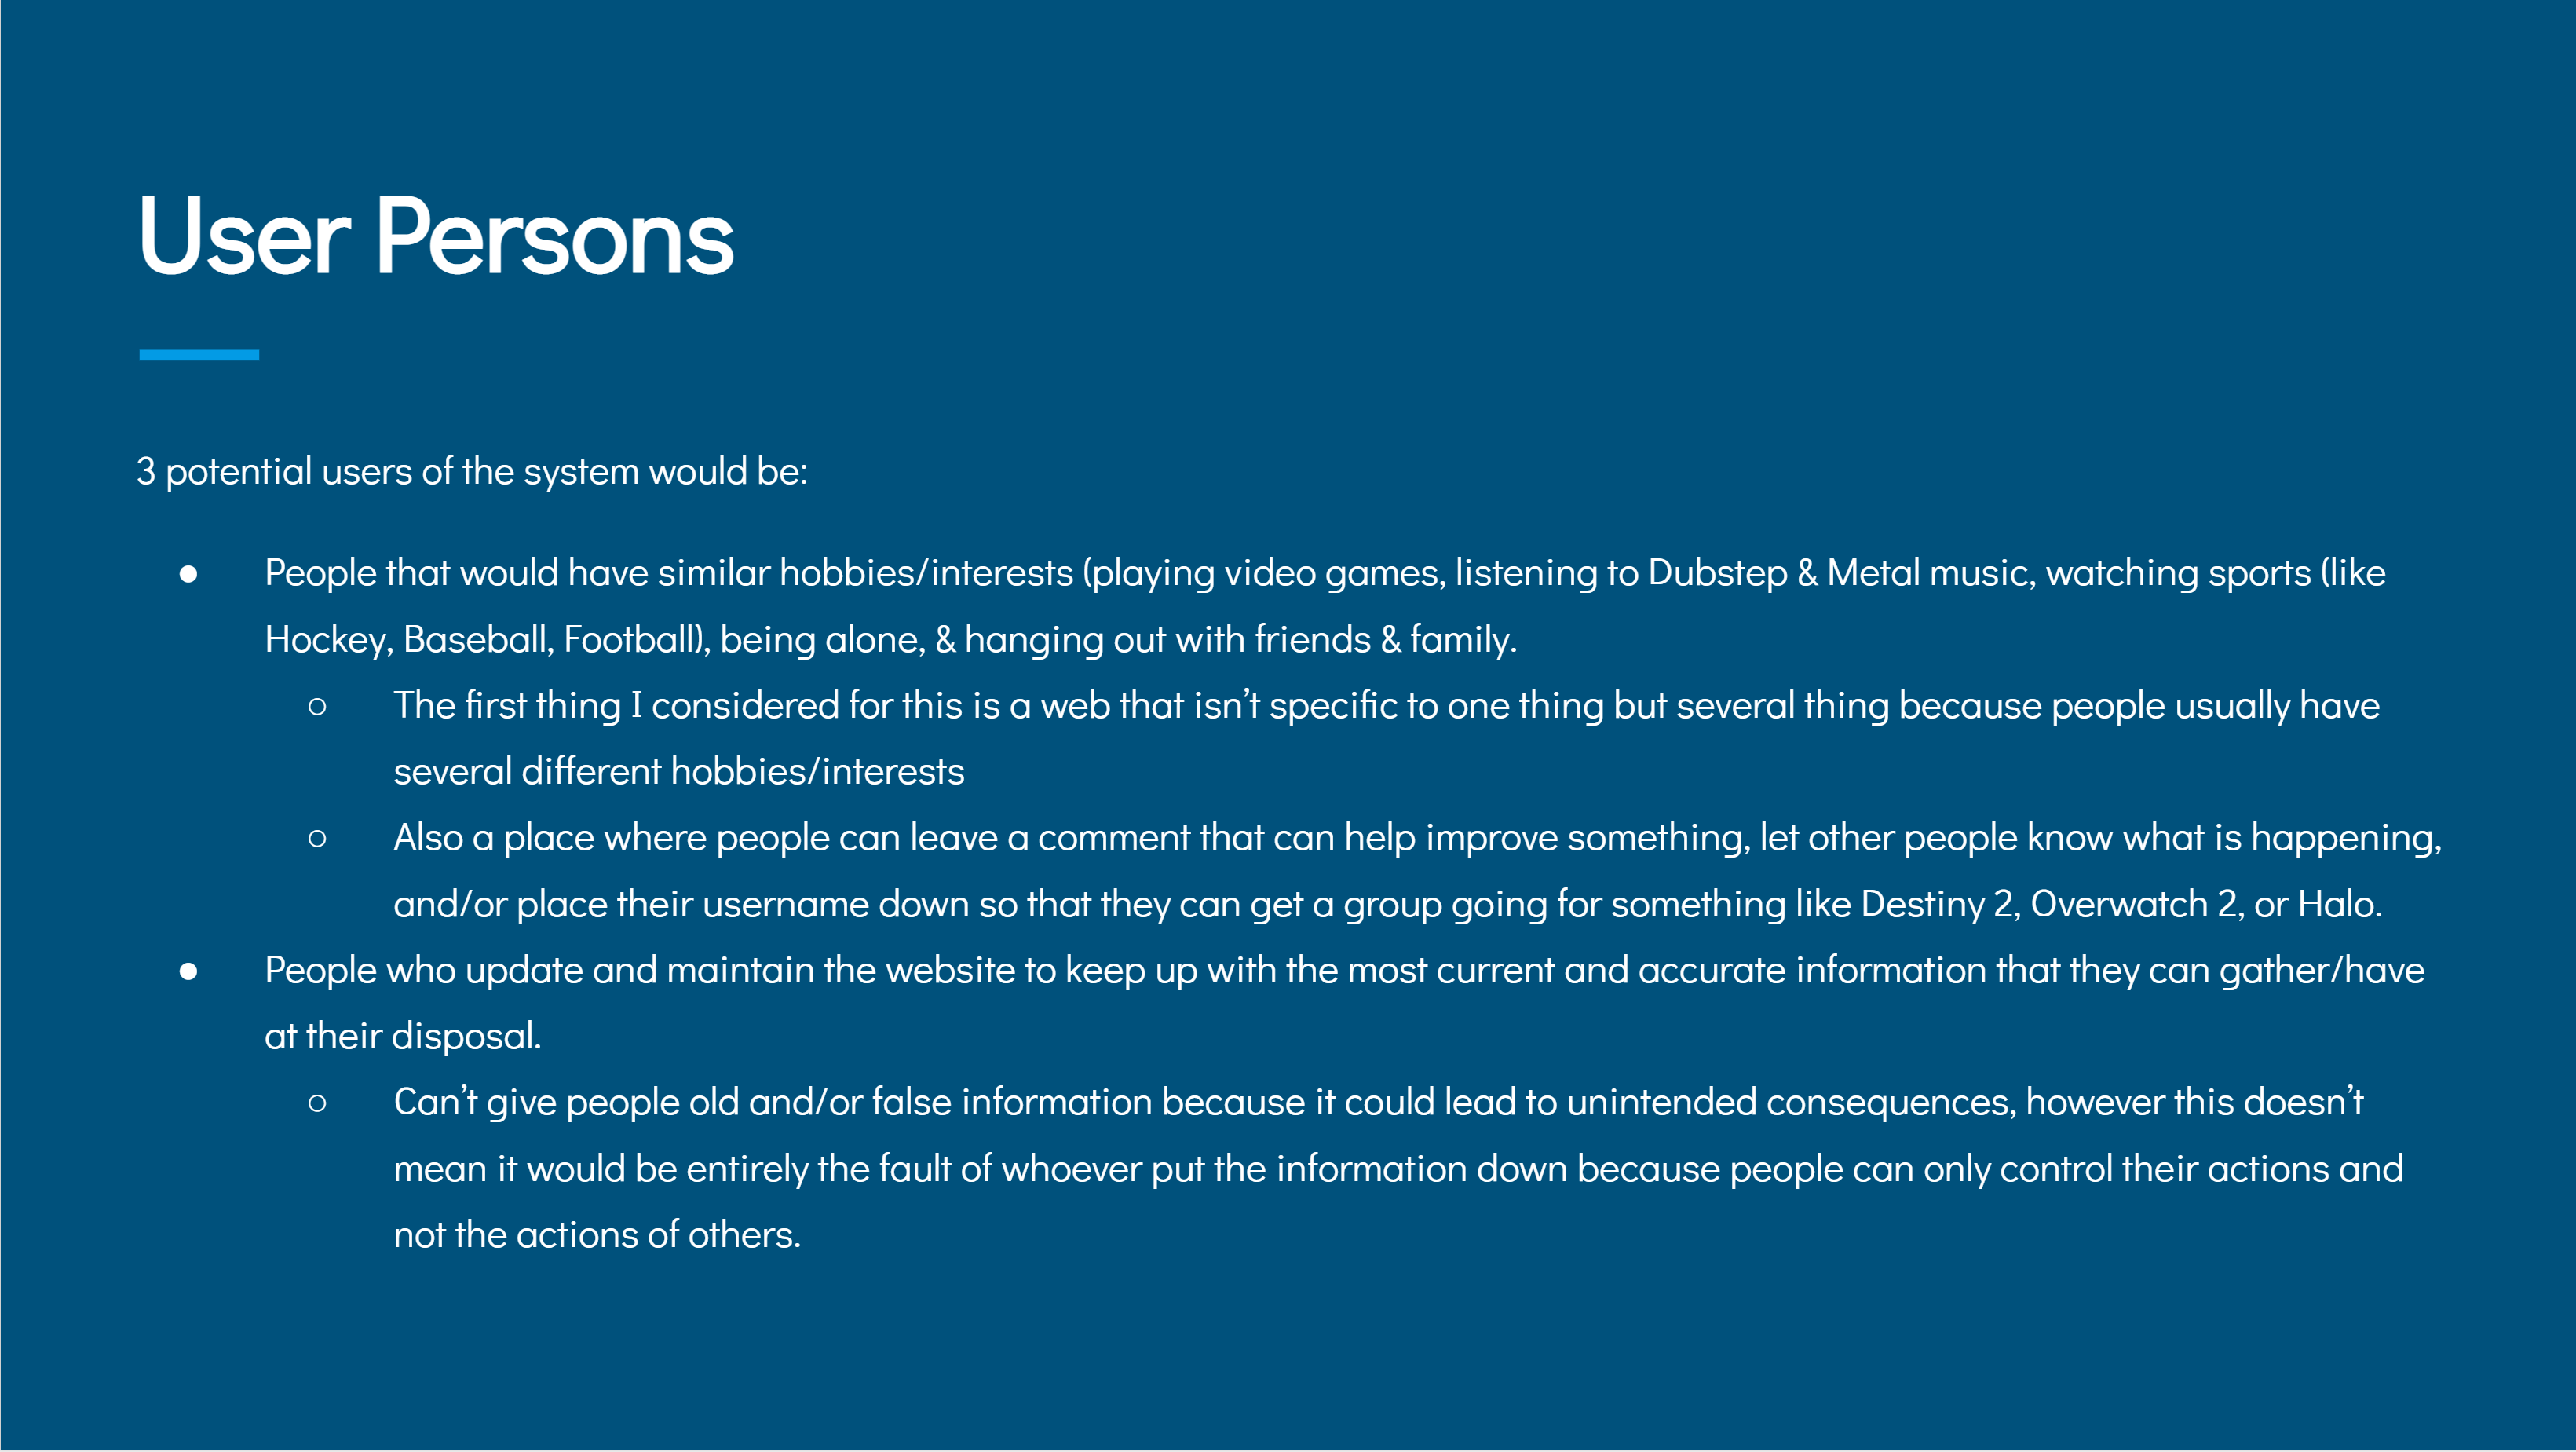 User Persons
3 potential users of the system would be:
● People that would have similar hobbies/interests (playing video games, listening to Dubstep & Metal music, watching sports (like
Hockey, Baseball, Football), being alone, & hanging out with friends & family.
○ The first thing I considered for this is a web that isn’t specific to one thing but several thing because people usually have
several different hobbies/interests
○ Also a place where people can leave a comment that can help improve something, let other people know what is happening,
and/or place their username down so that they can get a group going for something like Destiny 2, Overwatch 2, or Halo.
● People who update and maintain the website to keep up with the most current and accurate information that they can gather/have
at their disposal.
○ Can’t give people old and/or false information because it could lead to unintended consequences, however this doesn’t
mean it would be entirely the fault of whoever put the information down because people can only control their actions and
not the actions of others.